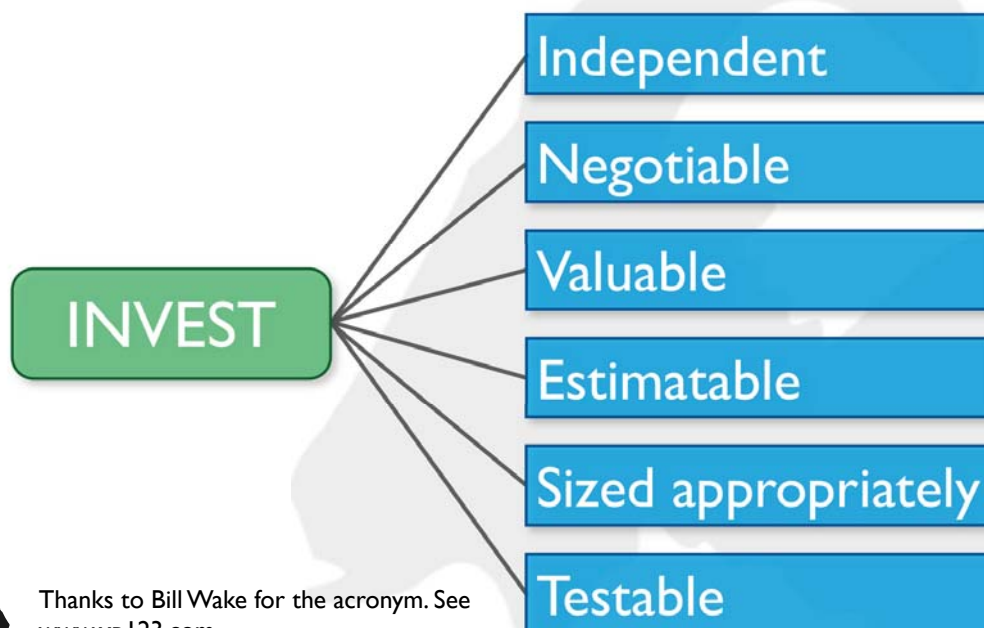 Independent
Negotiable
Valuable
INVEST
Estimatable
Sized appropriately
Testable
Thanks to Bill Wake for the acronym. See